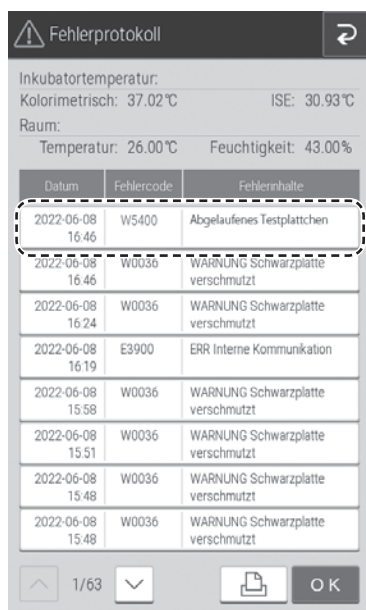 Fehlerprotokoll
Inkubatortemperatur:
Kolorimetrisch: 37.02℃ ISE: 30.93℃
Raum:
Temperatur: 26.00℃ Feuchtigkeit: 43.00%
Datum Fehlercode Fehlerinhalte
2022-06-08 W5400 Abgelaufenes Testplattchen
16:46
2022-06-08 W0036 WARNUNG Schwarzplatte
16:46 verschmutzt
2022-06-08 W0036 WARNUNG Schwarzplatte
16:24 verschmutzt
2022-06-08 E3900 ERR Interne Kommunikation
16:19
2022-06-08 W0036 WARNUNG Schwarzplatte
15:58 verschmutzt
2022-06-08 W0036 WARNUNG Schwarzplatte
15:51 verschmutzt
2022-06-08 W0036 WARNUNG Schwarzplatte
15:48 verschmutzt
2022-06-08 W0036 WARNUNG Schwarzplatte
15:48 verschmutzt
1/63 OK